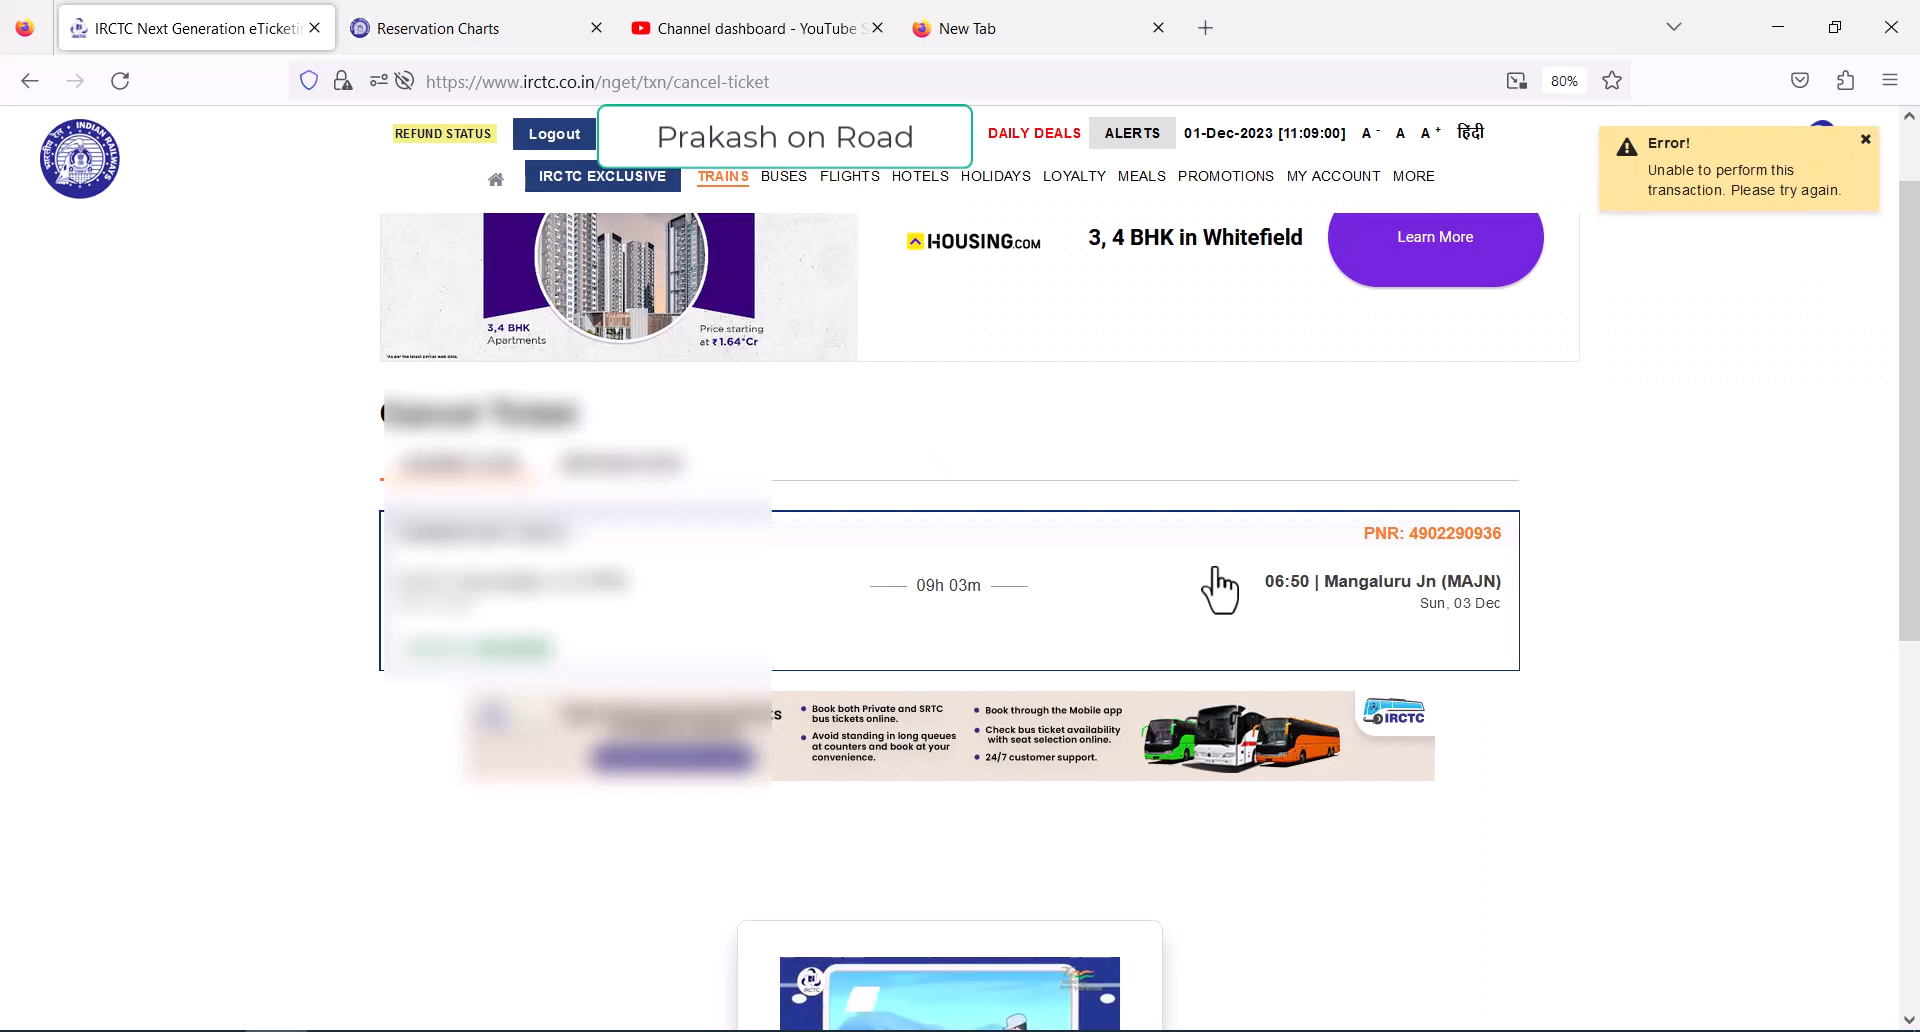 IRCTC Next Generation eTicketi
Reservation Charts
Channel dashboard - YouTube S
New Tab
https://www.irctc.co.in/nget/txn/cancel-ticket
80%
INDIAN RAILWAYS
भारतीय रेल
REFUND STATUS
Logout
Prakash on Road
DAILY DEALS
ALERTS
01-Dec-2023 [11:09:00]
A - A A +
हिंदी
IRCTC EXCLUSIVE
TRAINS BUSES FLIGHTS HOTELS HOLIDAYS LOYALTY MEALS PROMOTIONS MY ACCOUNT MORE
Error!
Unable to perform this
transaction. Please try again.
3,4 BHK
Apartments
Price starting
at ₹1.64*Cr
HOUSING.COM
3, 4 BHK in Whitefield
Learn More
PNR: 4902290936
09h 03m
06:50 | Mangaluru Jn (MAJN)
Sun, 03 Dec
Book both Private and SRTC
bus tickets online.
Avoid standing in long queues
at counters and book at your
convenience.
Book through the Mobile app
Check bus ticket availability
with seat selection online.
24/7 customer support.
IRCTC
IRCTC